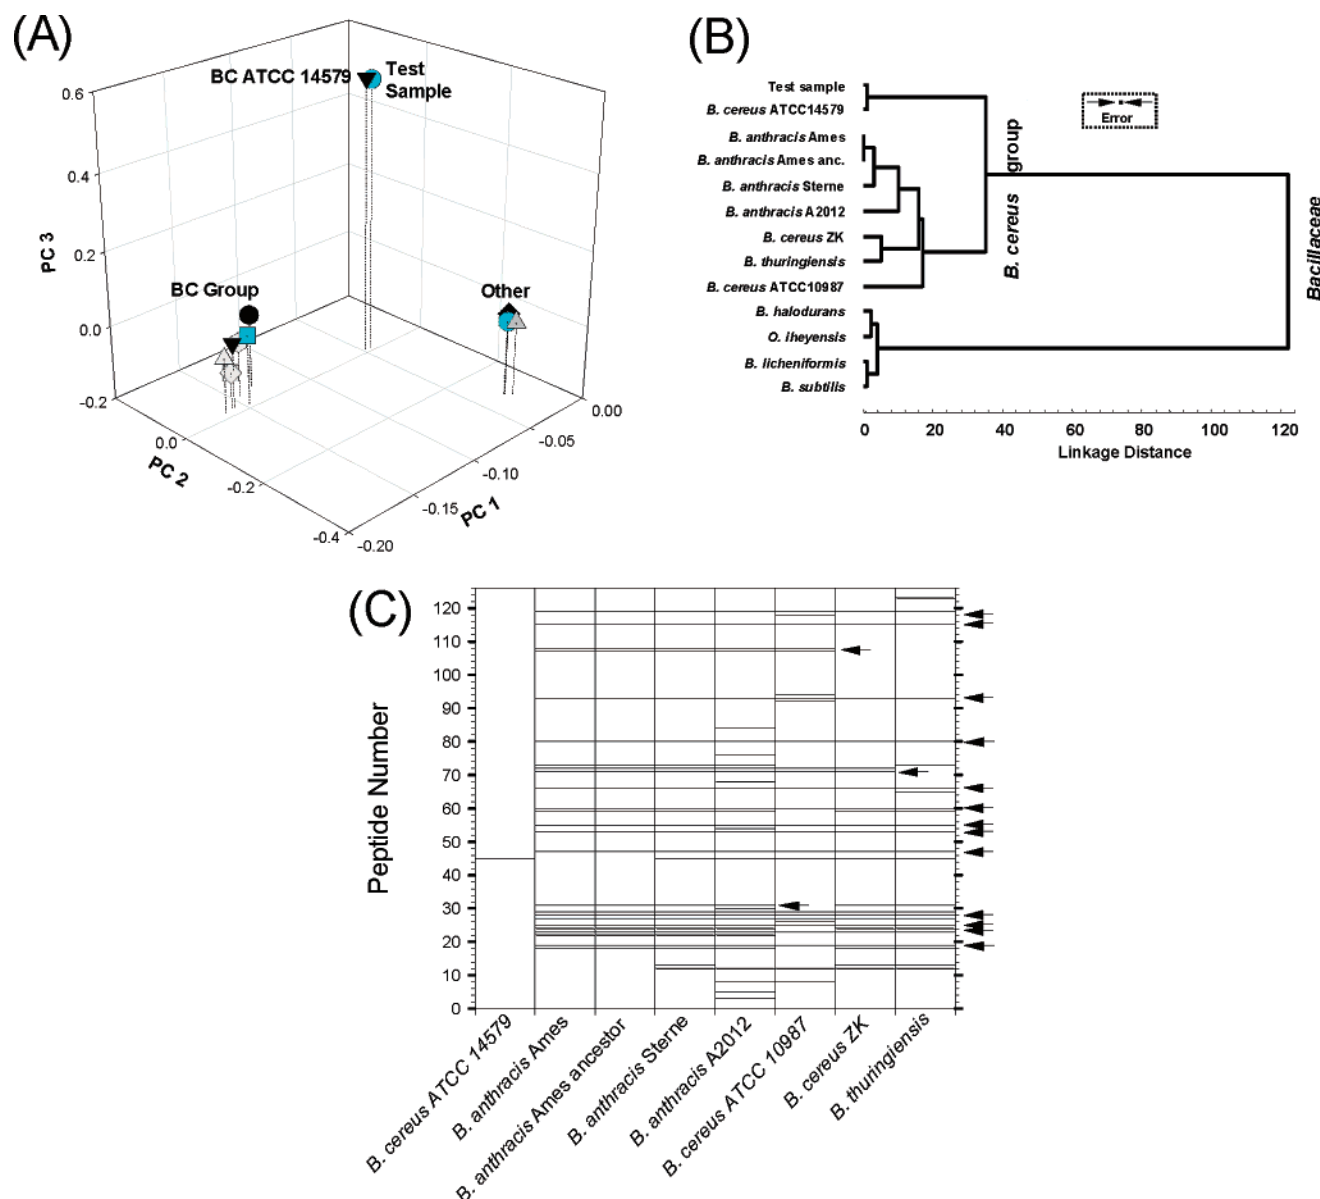 (A)
BC ATCC 14579
Test
Sample
0.6
0.4
0.2
0.0
-0.2
PC 3
BC Group
Other
0.0
-0.2
-0.4
PC 2
0.00
-0.05
-0.10
-0.15
-0.20
PC 1
(B)
Test sample
B. cereus ATCC14579
B. anthracis Ames
B. anthracis Ames anc.
B. anthracis Sterne
B. anthracis A2012
B. cereus ZK
B. thuringiensis
B. cereus ATCC10987
B. halodurans
O. iheyensis
B. licheniformis
B. subtilis
Error
B. cereus group
Bacillaceae
0 20 40 60 80 100 120
Linkage Distance
(C)
Peptide Number
120
110
100
90
80
70
60
50
40
30
20
10
0
B. cereus ATCC 14579
B. anthracis Ames
B. anthracis Ames ancestor
B. anthracis Sterne
B. anthracis A2012
B. cereus ATCC 10987
B. cereus ZK
B. thuringiensis